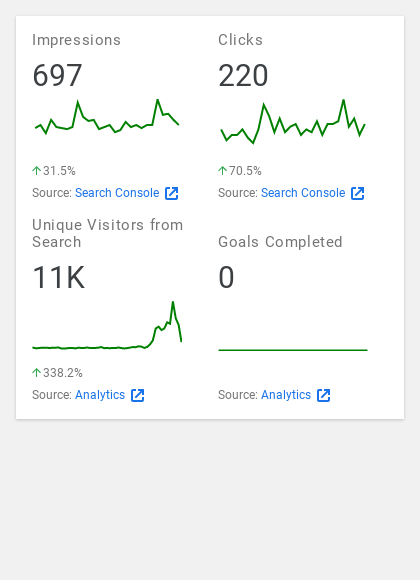 Impressions
697
↑31.5%
Source: Search Console
Clicks
220
↑70.5%
Source: Search Console
Unique Visitors from
Search
11K
↑338.2%
Source: Analytics
Goals Completed
0
Source: Analytics